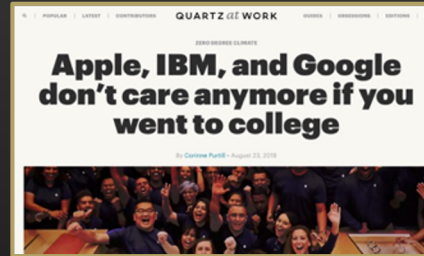 POPULAR | LATEST | CONTRIBUTORS QUARTZ at WORK GUIDES | OBSESSIONS | EDITIONS
ZERO DEGREE CLIMATE
Apple, IBM, and Google
don't care anymore if you
went to college
By Corinne Purtill • August 23, 2018